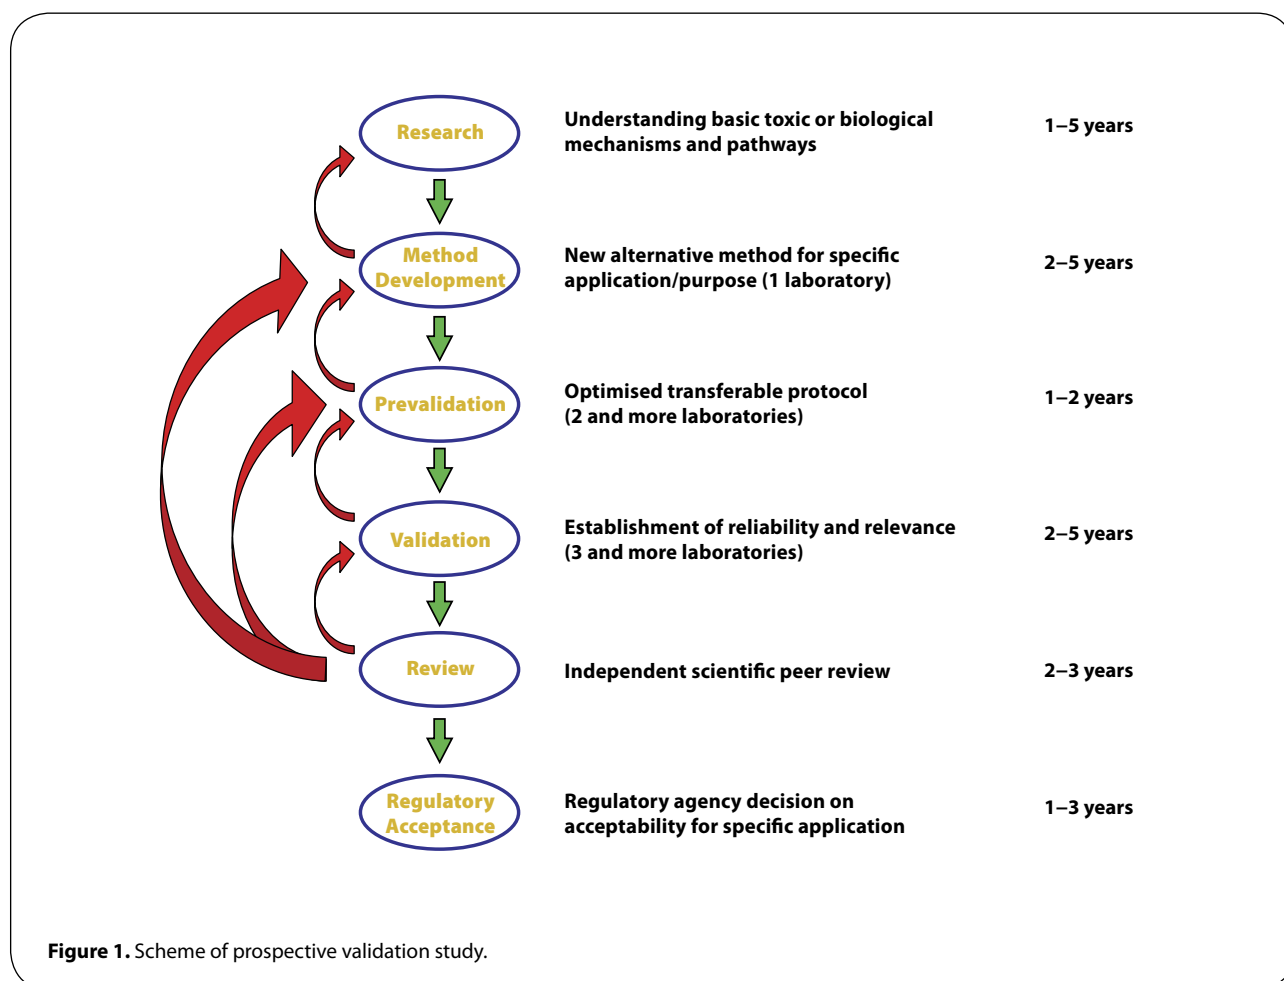 Research
Understanding basic toxic or biological
mechanisms and pathways
1–5 years
Method
Development
New alternative method for specific
application/purpose (1 laboratory)
2–5 years
Prevalidation
Optimised transferable protocol
(2 and more laboratories)
1–2 years
Validation
Establishment of reliability and relevance
(3 and more laboratories)
2–5 years
Review
Independent scientific peer review
2–3 years
Regulatory
Acceptance
Regulatory agency decision on
acceptability for specific application
1–3 years
Figure 1. Scheme of prospective validation study.